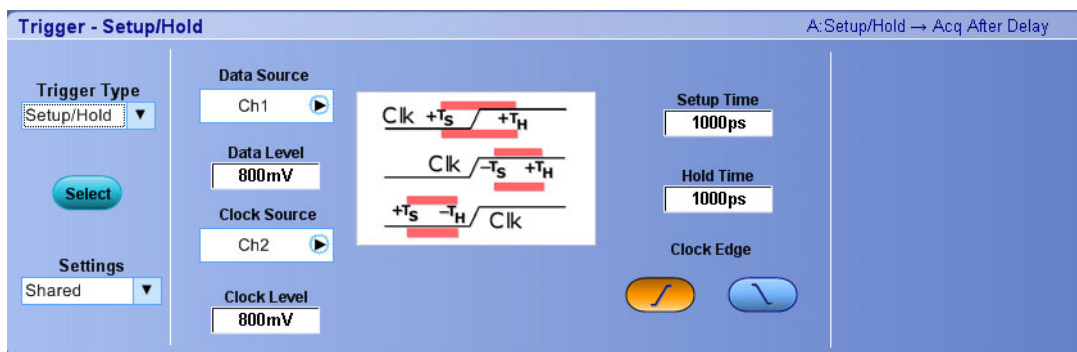 Trigger - Setup/Hold
A:Setup/Hold → Acq After Delay
Trigger Type
Setup/Hold
Select
Settings
Shared
Data Source
Ch1
Data Level
800mV
Clock Source
Ch2
Clock Level
800mV
Clk +TS +TH
Clk -TS +TH
+TS -TH Clk
Setup Time
1000ps
Hold Time
1000ps
Clock Edge